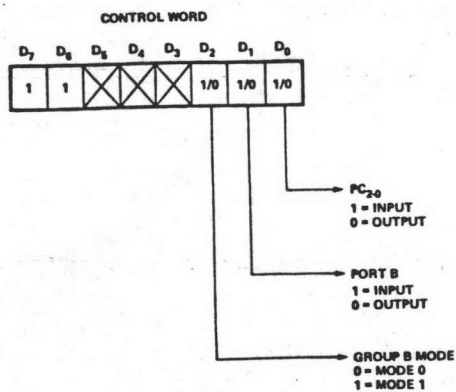 CONTROL WORD
D7 D6 D5 D4 D3 D2 D1 D0
1 1 1/0 1/0 1/0
PC2-0
1 = INPUT
0 = OUTPUT
PORT B
1 = INPUT
0 = OUTPUT
GROUP B MODE
0 = MODE 0
1 = MODE 1